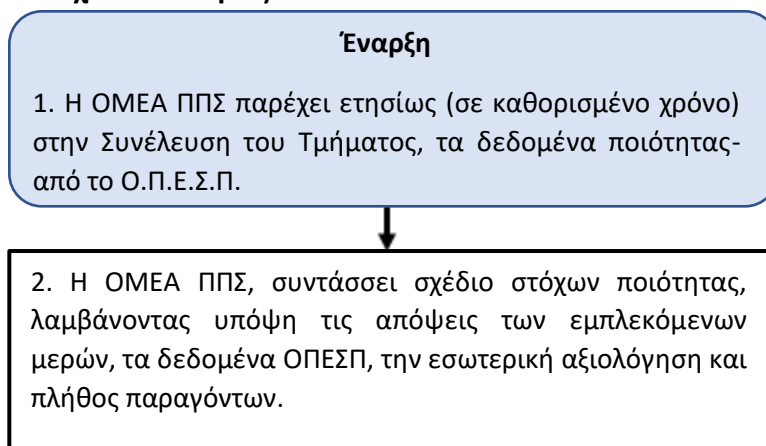 Έναρξη
1. Η ΟΜΕΑ ΠΠΣ παρέχει ετησίως (σε καθορισμένο χρόνο)
στην Συνέλευση του Τμήματος, τα δεδομένα ποιότητας-
από το Ο.Π.Ε.Σ.Π.
2. Η ΟΜΕΑ ΠΠΣ, συντάσσει σχέδιο στόχων ποιότητας,
λαμβάνοντας υπόψη τις απόψεις των εμπλεκόμενων
μερών, τα δεδομένα ΟΠΕΣΠ, την εσωτερική αξιολόγηση και
πλήθος παραγόντων.